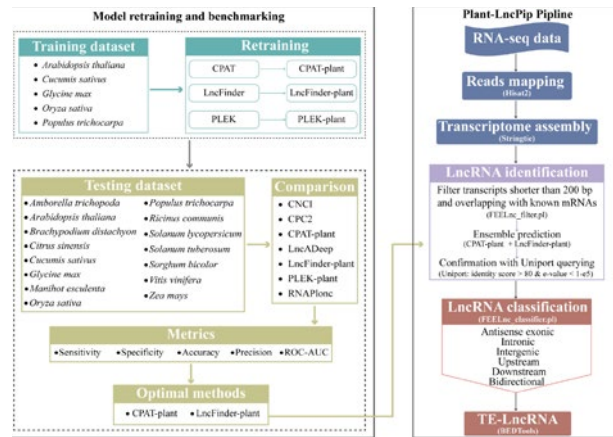 Model retraining and benchmarking
Training dataset
• Arabidopsis thaliana
• Cucumis sativus
• Glycine max
• Oryza sativa
• Populus trichocarpa
Retraining
CPAT
CPAT-plant
LncFinder
LncFinder-plant
PLEK
PLEK-plant
Testing dataset
• Amborella trichopoda
• Arabidopsis thaliana
• Brachypodium distachyon
• Citrus sinensis
• Cucumis sativus
• Glycine max
• Manihot esculenta
• Oryza sativa
• Populus trichocarpa
• Ricinus communis
• Solanum lycopersicum
• Solanum tuberosum
• Sorghum bicolor
• Vitis vinifera
• Zea mays
Comparison
• CNCI
• CPC2
• CPAT-plant
• LncADeep
• LncFinder-plant
• PLEK-plant
• RNAPlonc
Metrics
•Sensitivity •Specificity •Accuracy •Precision •ROC-AUC
Optimal methods
• CPAT-plant • LncFinder-plant
Plant-LncPip Pipline
RNA-seq data
Reads mapping
(Hisat2)
Transcriptome assembly
(Stringtie)
LncRNA identification
Filter transcripts shorter than 200 bp
and overlapping with known mRNAs
(FEELnc_filter.pl)
Ensemble prediction
(CPAT-plant + LncFinder-plant)
Confirmation with Uniport querying
(Uniport: identity score > 80 & e-value < 1-e5)
LncRNA classification
(FEELnc_classifier.pl)
Antisense exonic
Intronic
Intergenic
Upstream
Downstream
Bidirectional
TE-LncRNA
(BEDTools)